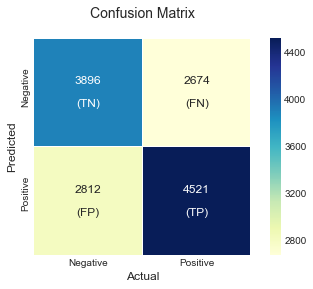 Confusion Matrix
Predicted
Negative
3896
(TN)
2674
(FN)
Positive
2812
(FP)
4521
(TP)
Negative
Positive
Actual
4400
4000
3600
3200
2800